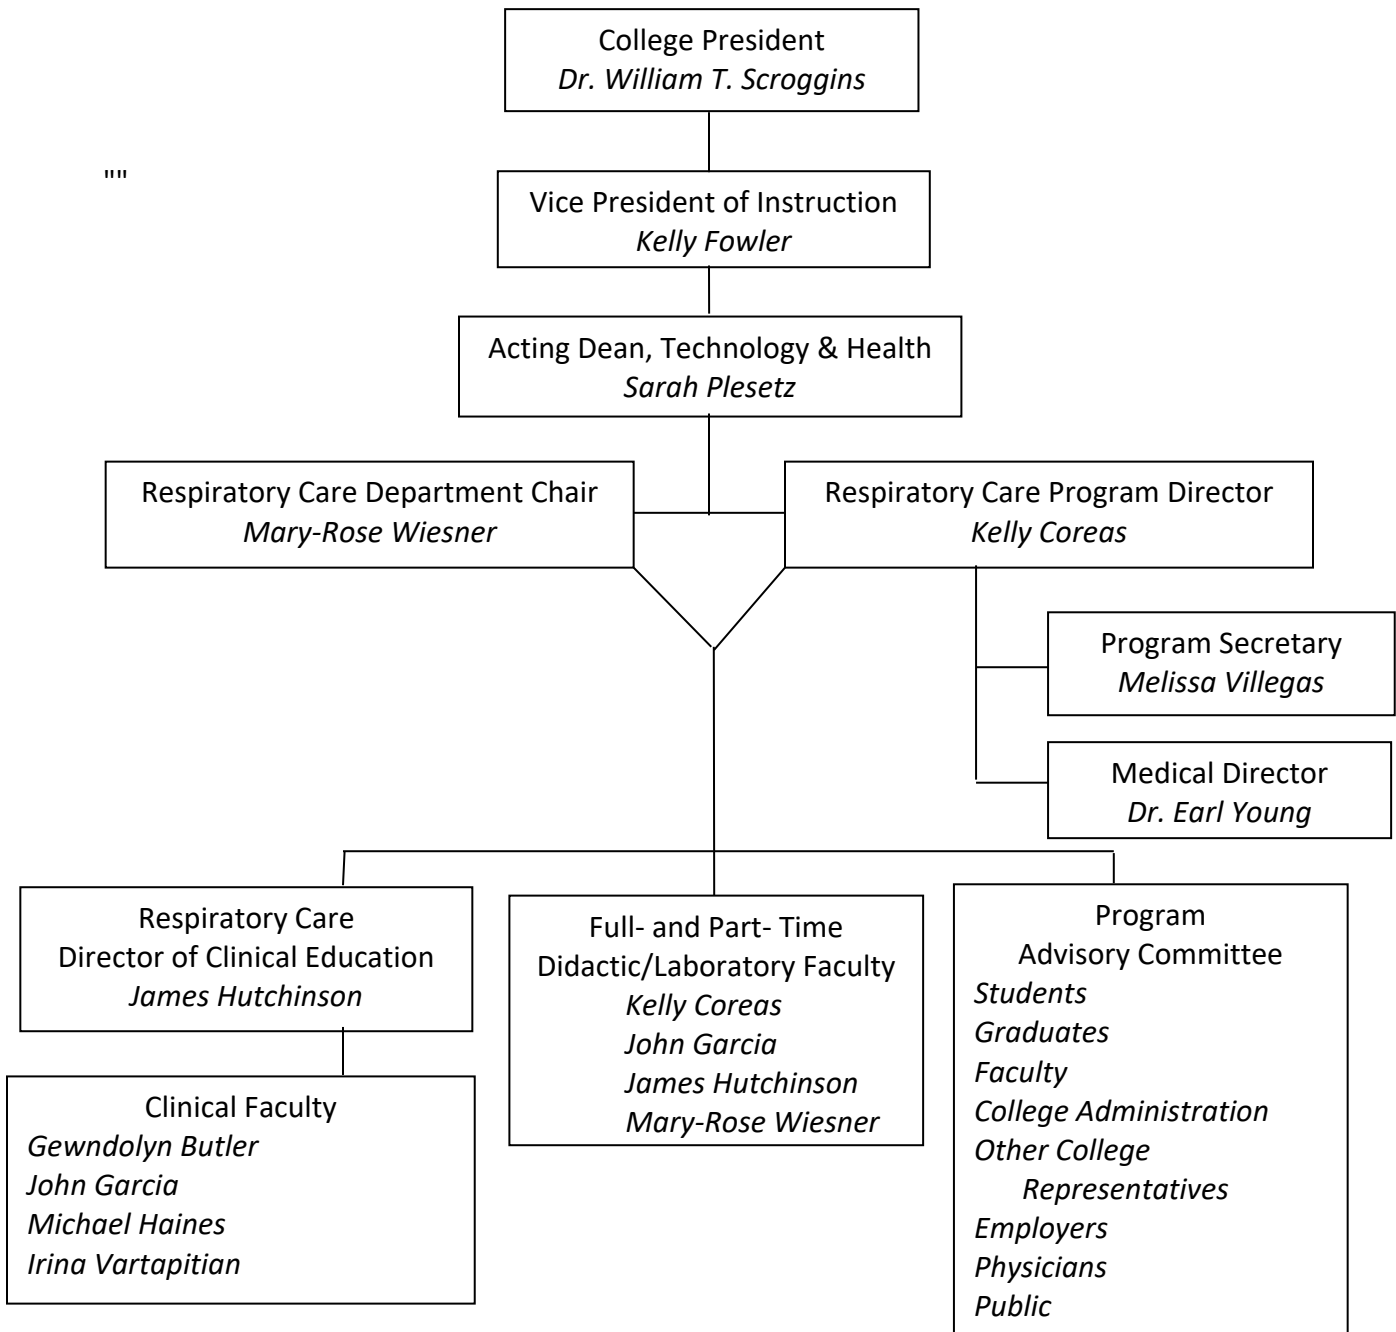 College President
Dr. William T. Scroggins
""
Vice President of Instruction
Kelly Fowler
Acting Dean, Technology & Health
Sarah Plesetz
Respiratory Care Department Chair
Mary-Rose Wiesner
Respiratory Care Program Director
Kelly Coreas
Program Secretary
Melissa Villegas
Medical Director
Dr. Earl Young
Respiratory Care
Director of Clinical Education
James Hutchinson
Clinical Faculty
Gewndolyn Butler
John Garcia
Michael Haines
Irina Vartapitian
Full- and Part- Time
Didactic/Laboratory Faculty
Kelly Coreas
John Garcia
James Hutchinson
Mary-Rose Wiesner
Program
Advisory Committee
Students
Graduates
Faculty
College Administration
Other College
Representatives
Employers
Physicians
Public